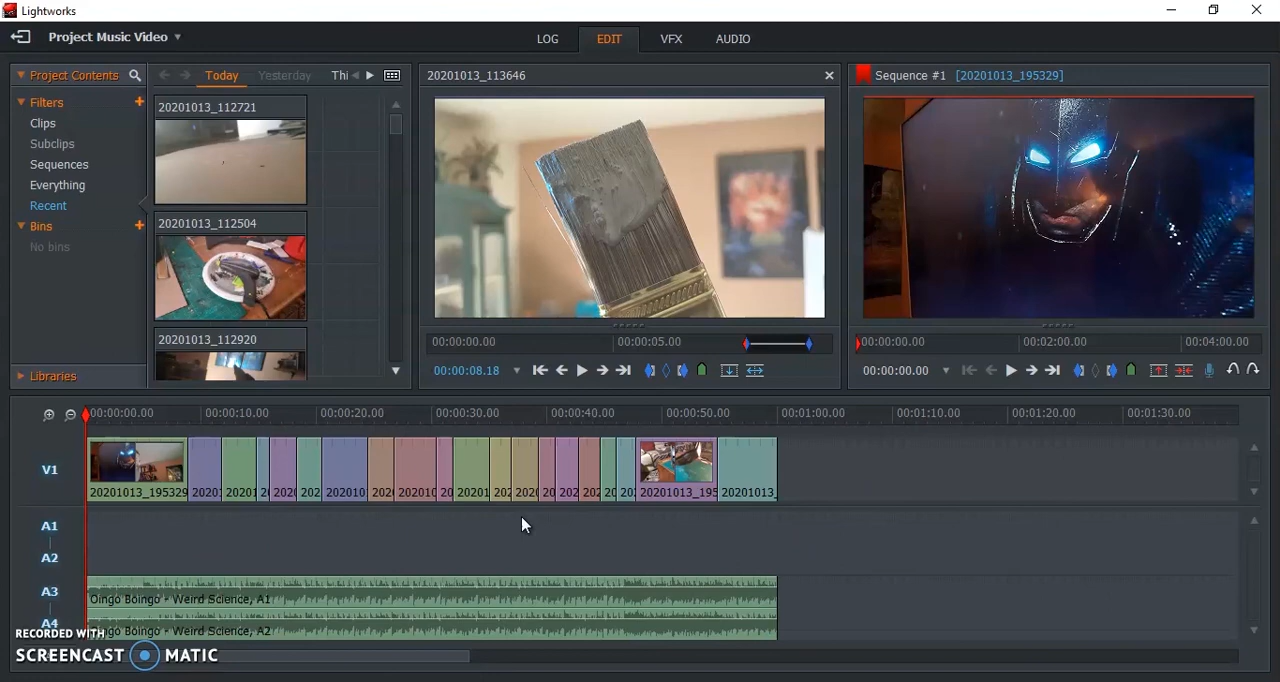 Lightworks
Project Music Video
LOG
EDIT
VFX
AUDIO
Project Contents
Filters
Clips
Subclips
Sequences
Everything
Recent
Bins
No bins
Libraries
Today
Yesterday
Thi
20201013_112721
20201013_112504
20201013_112920
20201013_113646
00:00:00.00
00:00:05.00
00:00:08.18
Sequence #1 [20201013_195329]
00:00:00.00
00:02:00.00
00:04:00.00
00:00:00.00
00:00:00.00
00:00:10.00
00:00:20.00
00:00:30.00
00:00:40.00
00:00:50.00
00:01:00.00
00:01:10.00
00:01:20.00
00:01:30.00
V1
20201013_195329
20201013_195
20201013_
A1
A2
A3
Oingo Boingo - Weird Science, A1
A4
Oingo Boingo - Weird Science, A2
RECORDED WITH
SCREENCAST MATIC